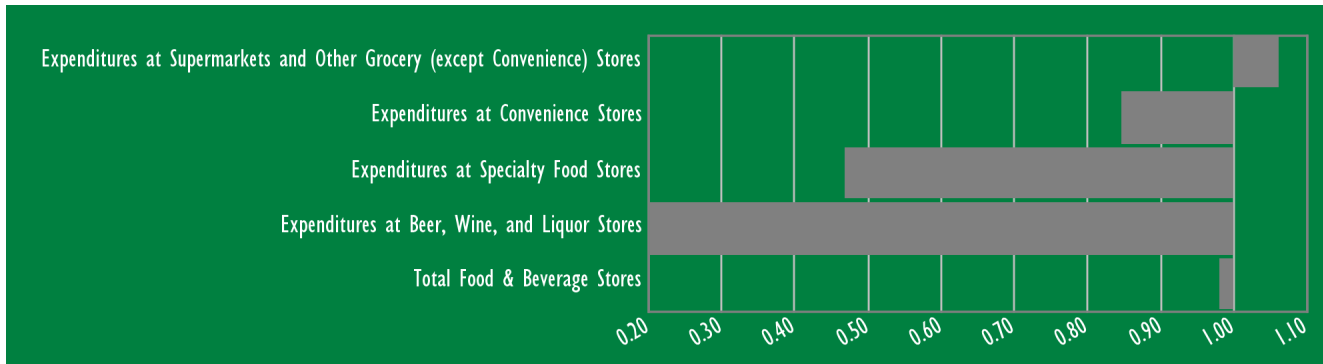 Expenditures at Supermarkets and Other Grocery (except Convenience) Stores
Expenditures at Convenience Stores
Expenditures at Specialty Food Stores
Expenditures at Beer, Wine, and Liquor Stores
Total Food & Beverage Stores
0.20 0.30 0.40 0.50 0.60 0.70 0.80 0.90 1.00 1.10